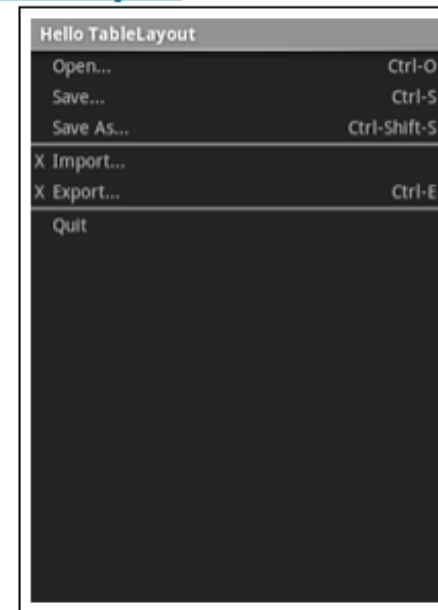 Hello TableLayout
Open... Ctrl-O
Save... Ctrl-S
Save As... Ctrl-Shift-S
X Import...
X Export... Ctrl-E
Quit